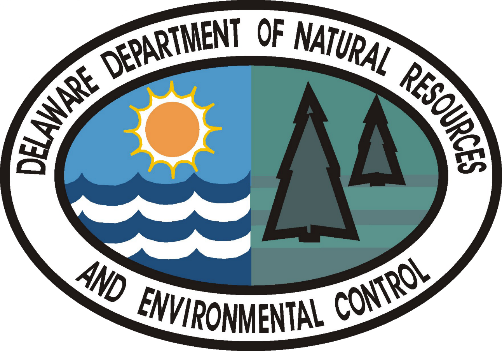 DELAWARE DEPARTMENT OF NATURAL RESOURCES
AND ENVIRONMENTAL CONTROL